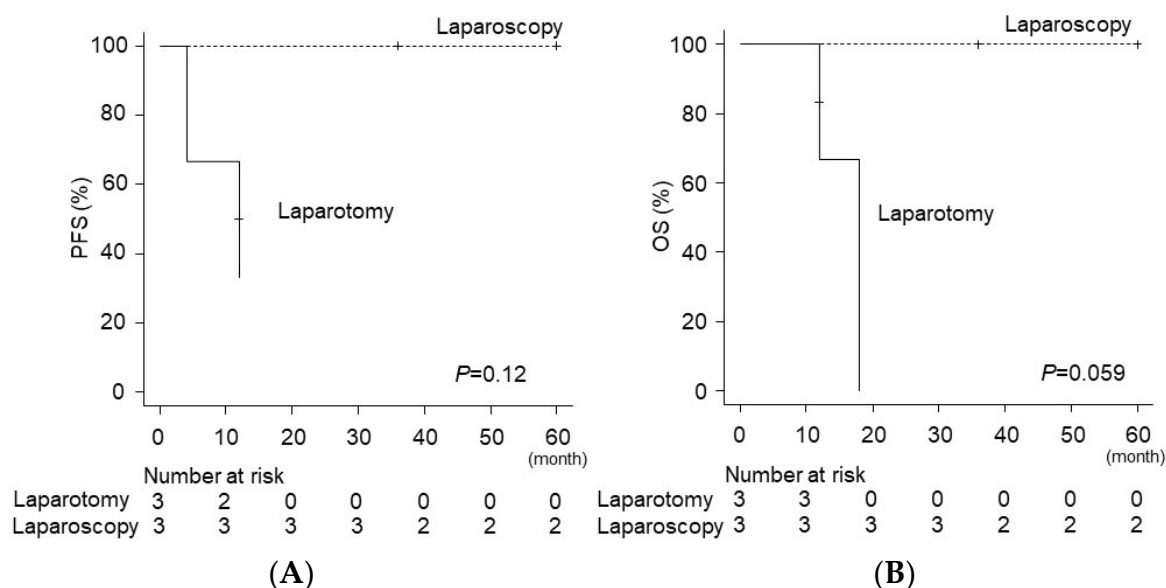 Laparoscopy
100
80
60
40
20
0
PFS (%)
Laparotomy
P=0.12
0 10 20 30 40 50 60
(month)
Number at risk
Laparotomy 3 2 0 0 0 0 0
Laparoscopy 3 3 3 3 2 2 2
(A)
Laparoscopy
100
80
60
40
20
0
OS (%)
Laparotomy
P=0.059
0 10 20 30 40 50 60
(month)
Number at risk
Laparotomy 3 3 0 0 0 0 0
Laparoscopy 3 3 3 3 2 2 2
(B)